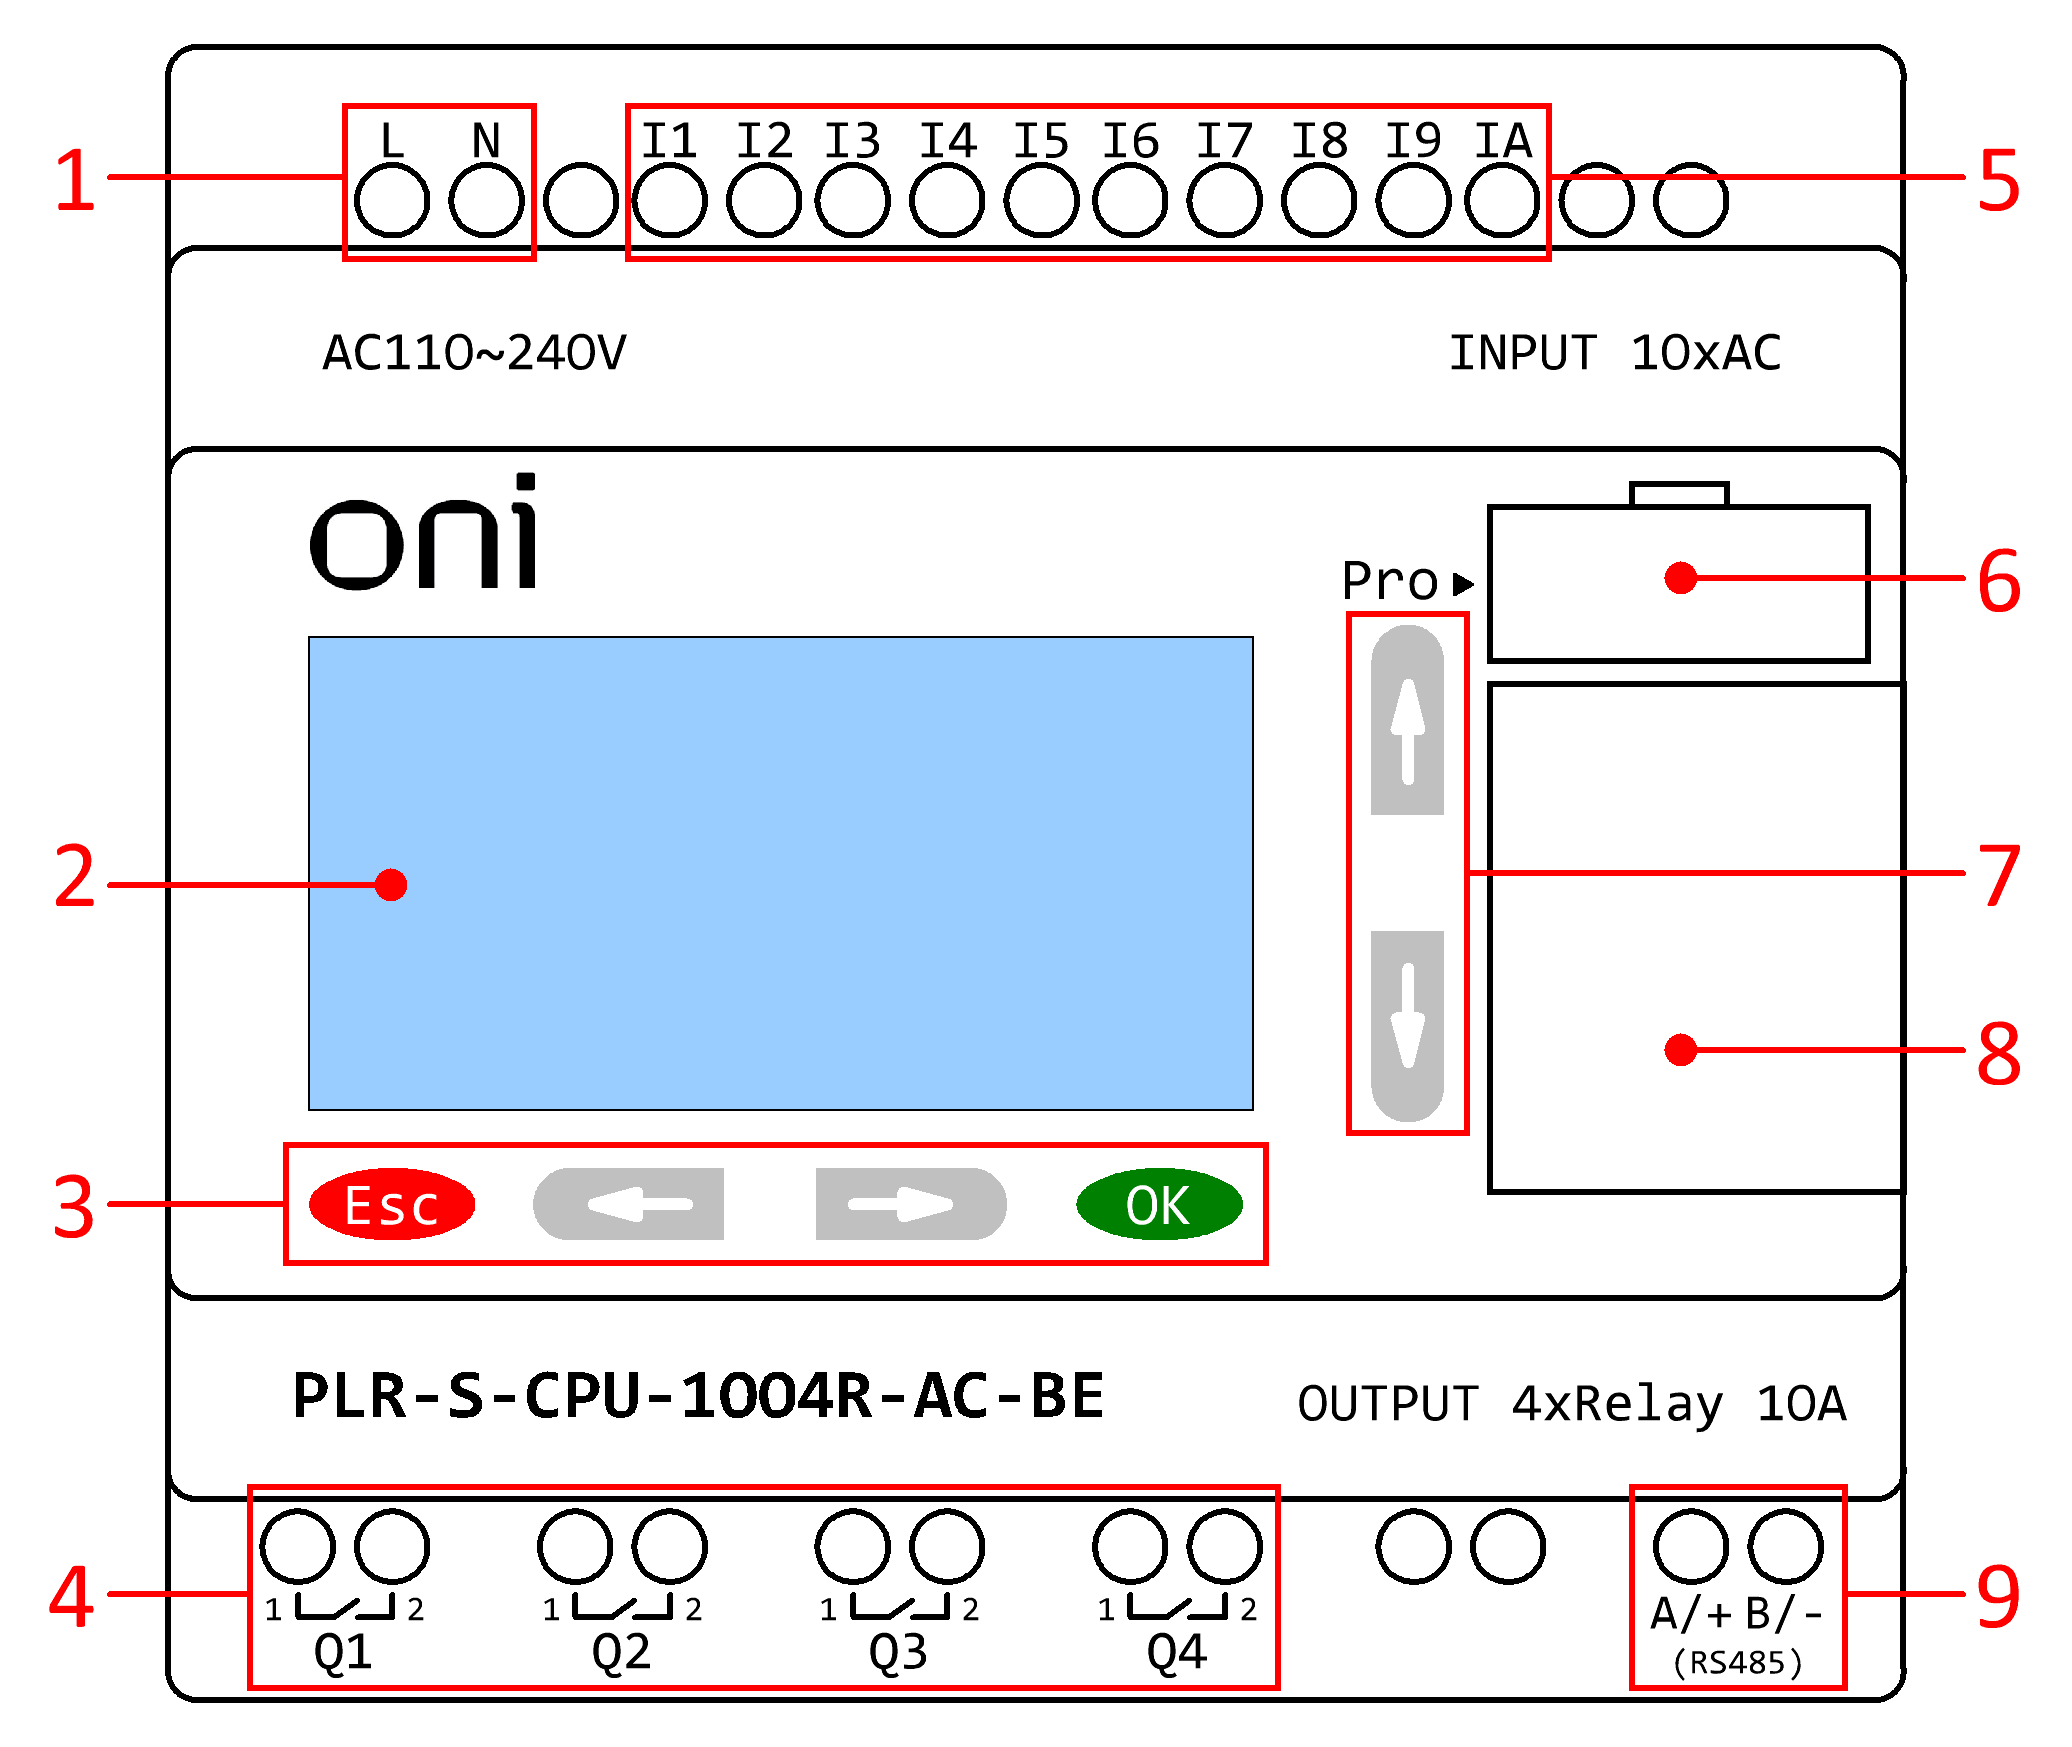 L N I1 I2 I3 I4 I5 I6 I7 I8 I9 IA
1 5
AC110~240V INPUT 10xAC
oni
Pro 6
2 7
8
3 Esc OK
PLR-S-CPU-1004R-AC-BE OUTPUT 4xRelay 10A
4 9
1 2 1 2 1 2 1 2 A/+ B/-
Q1 Q2 Q3 Q4 (RS485)